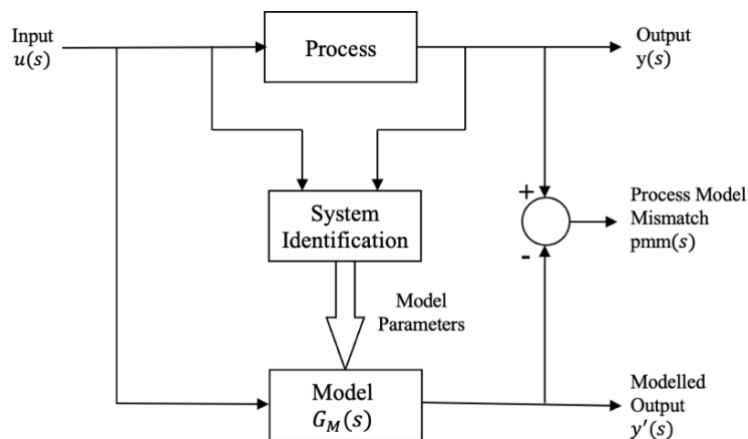 Input
u(s)
Process
Output
y(s)
System
Identification
+
-
Process Model
Mismatch
pmm(s)
Model
Parameters
Model
G_M(s)
Modelled
Output
y′(s)